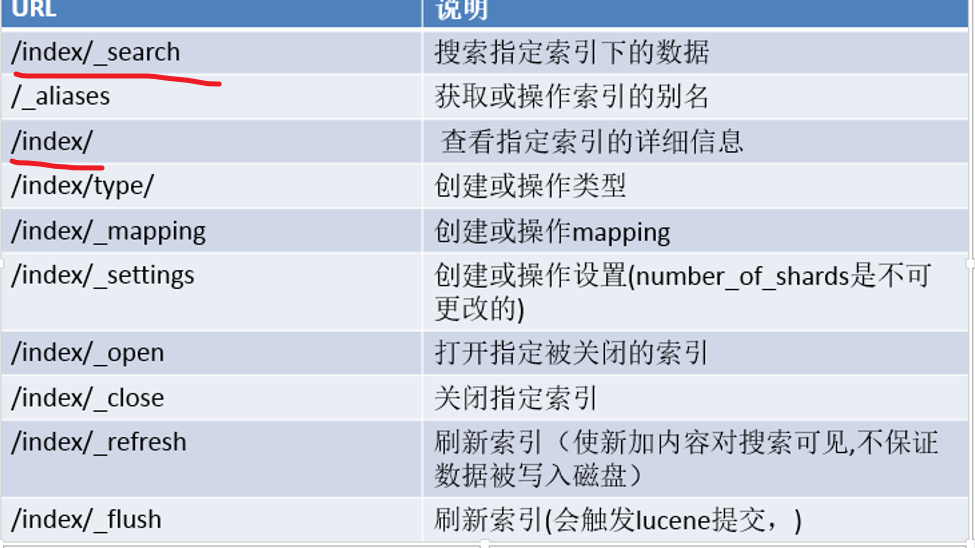 URL 说明
/index/_search 搜索指定索引下的数据
/_aliases 获取或操作索引的别名
/index/ 查看指定索引的详细信息
/index/type/ 创建或操作类型
/index/_mapping 创建或操作mapping
/index/_settings 创建或操作设置(number_of_shards是不可
更改的)
/index/_open 打开指定被关闭的索引
/index/_close 关闭指定索引
/index/_refresh 刷新索引（使新加内容对搜索可见,不保证
数据被写入磁盘）
/index/_flush 刷新索引(会触发lucene提交，)